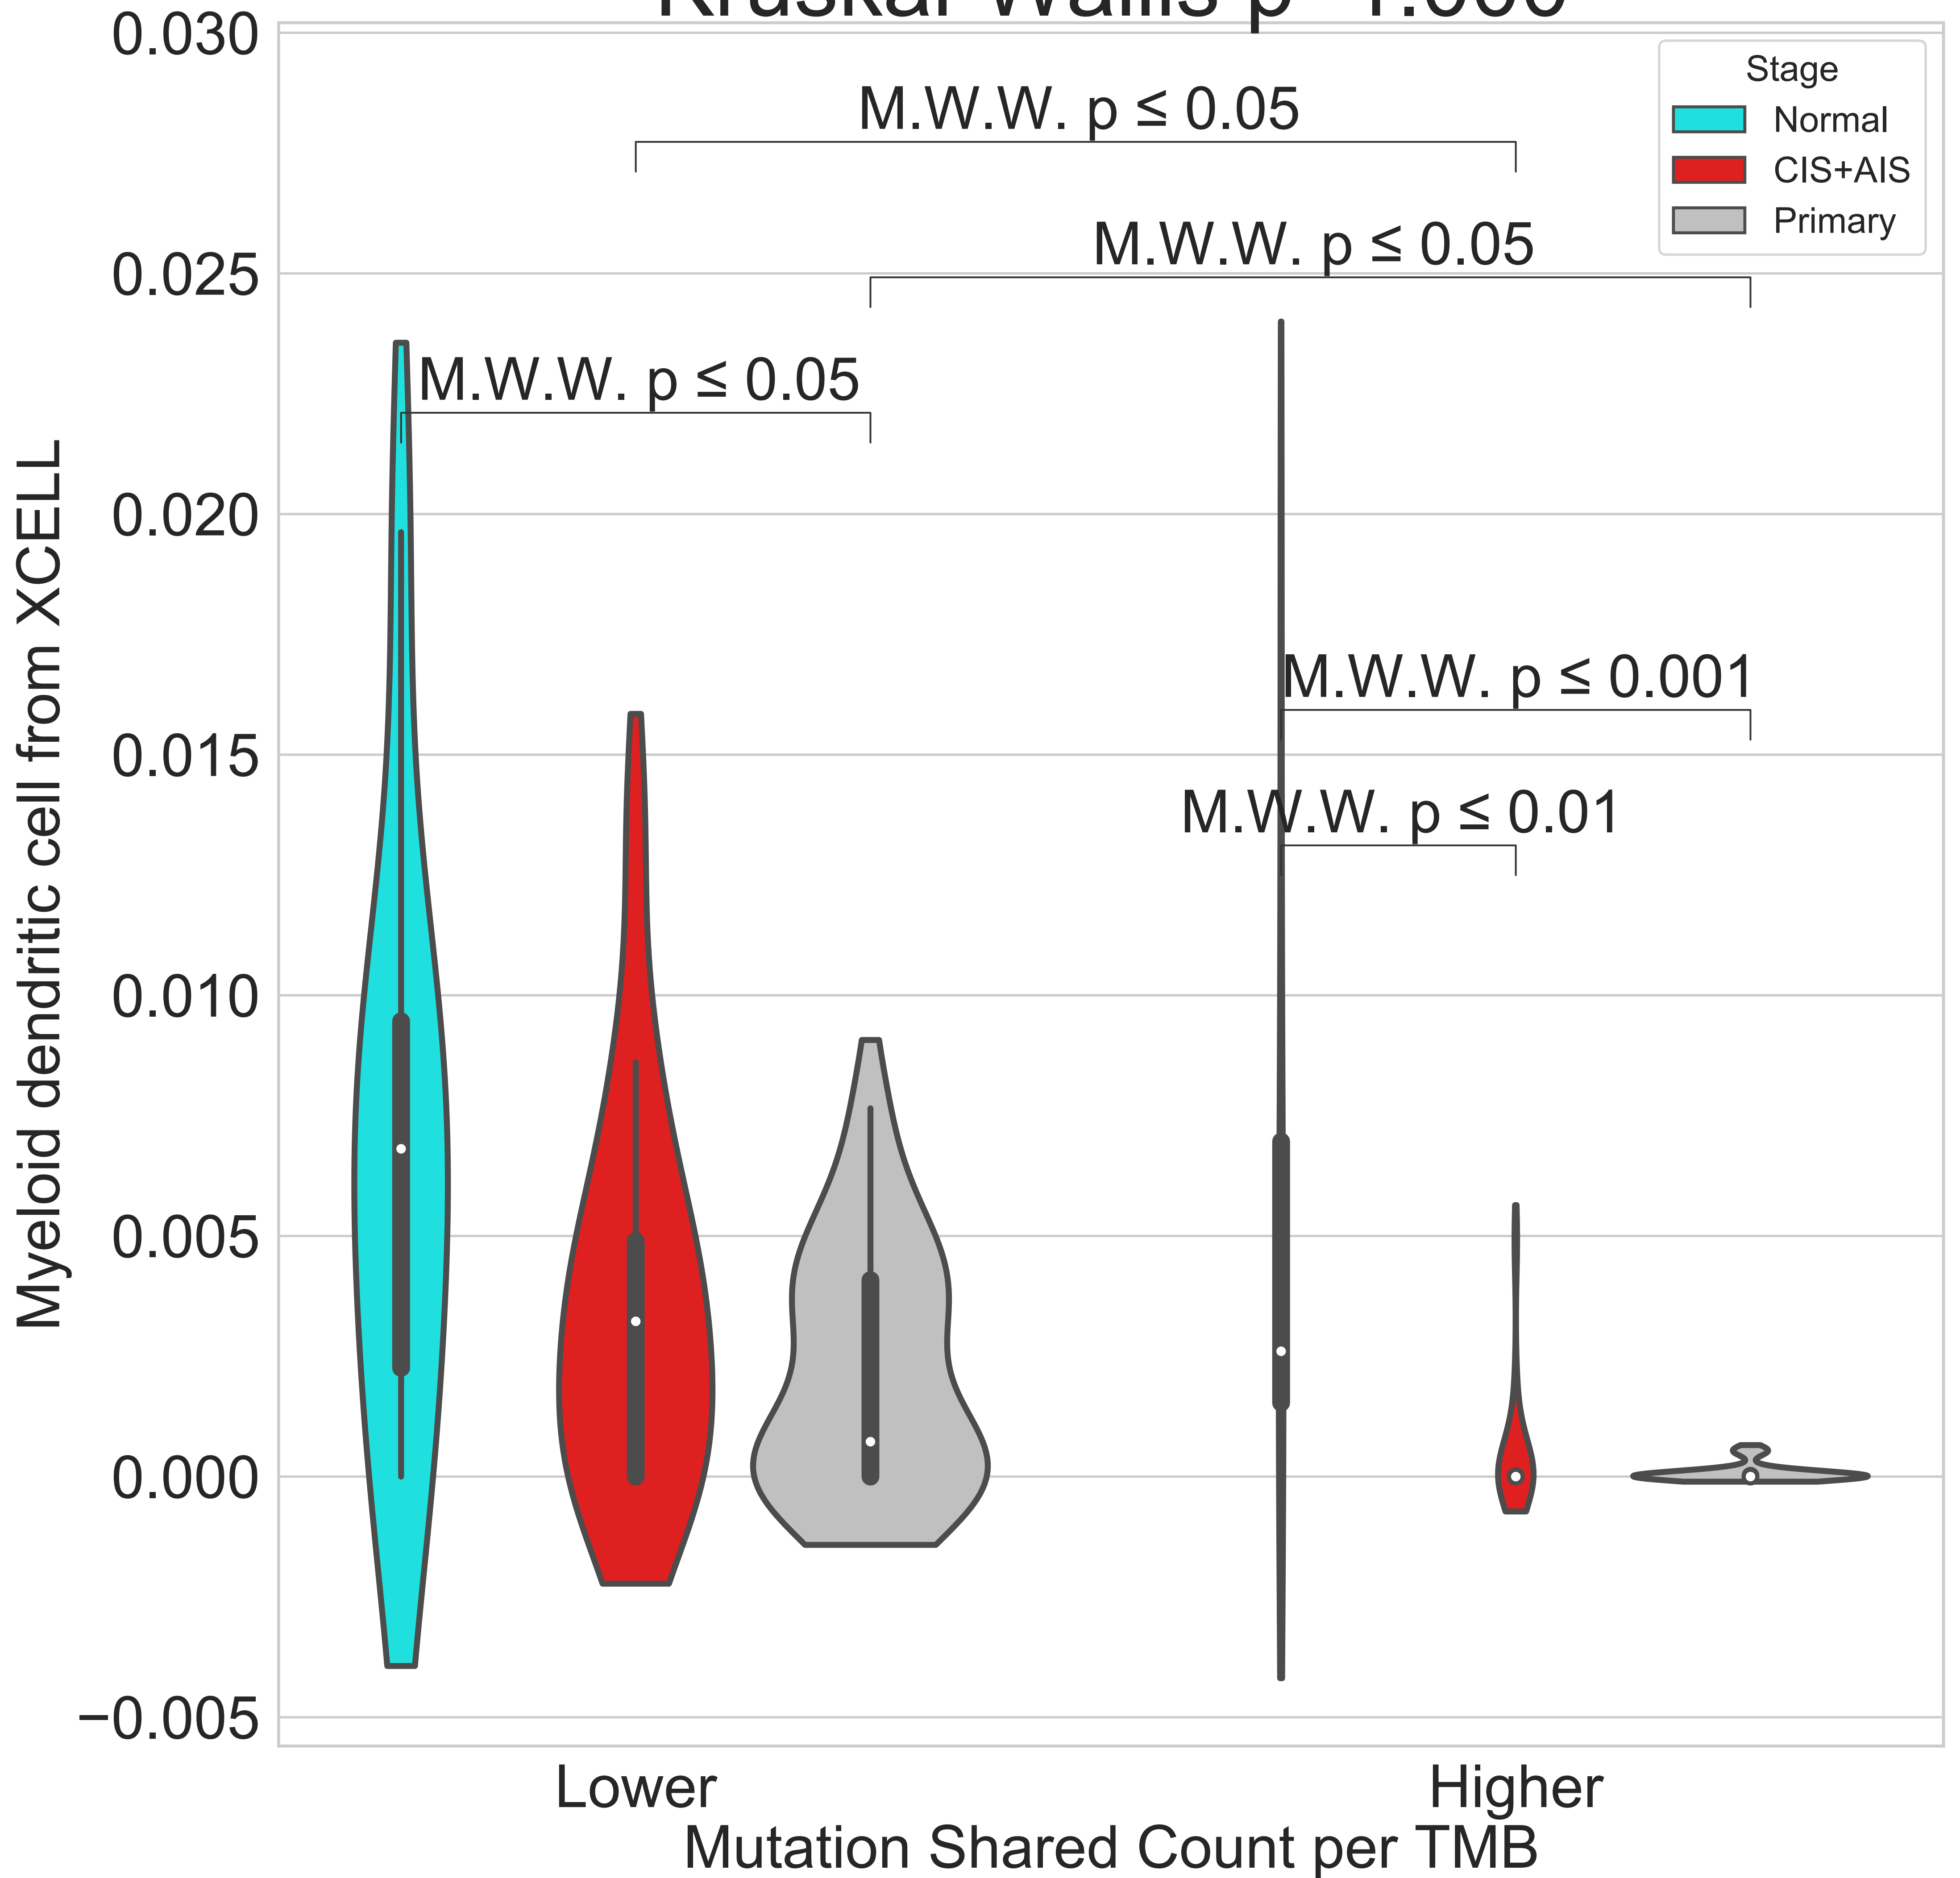 0.030
0.025
0.020
0.015
0.010
0.005
0.000
−0.005
Myeloid dendritic cell from XCELL
M.W.W. p ≤ 0.05
M.W.W. p ≤ 0.05
M.W.W. p ≤ 0.05
M.W.W. p ≤ 0.001
M.W.W. p ≤ 0.01
Stage
Normal
CIS+AIS
Primary
Lower
Higher
Mutation Shared Count per TMB